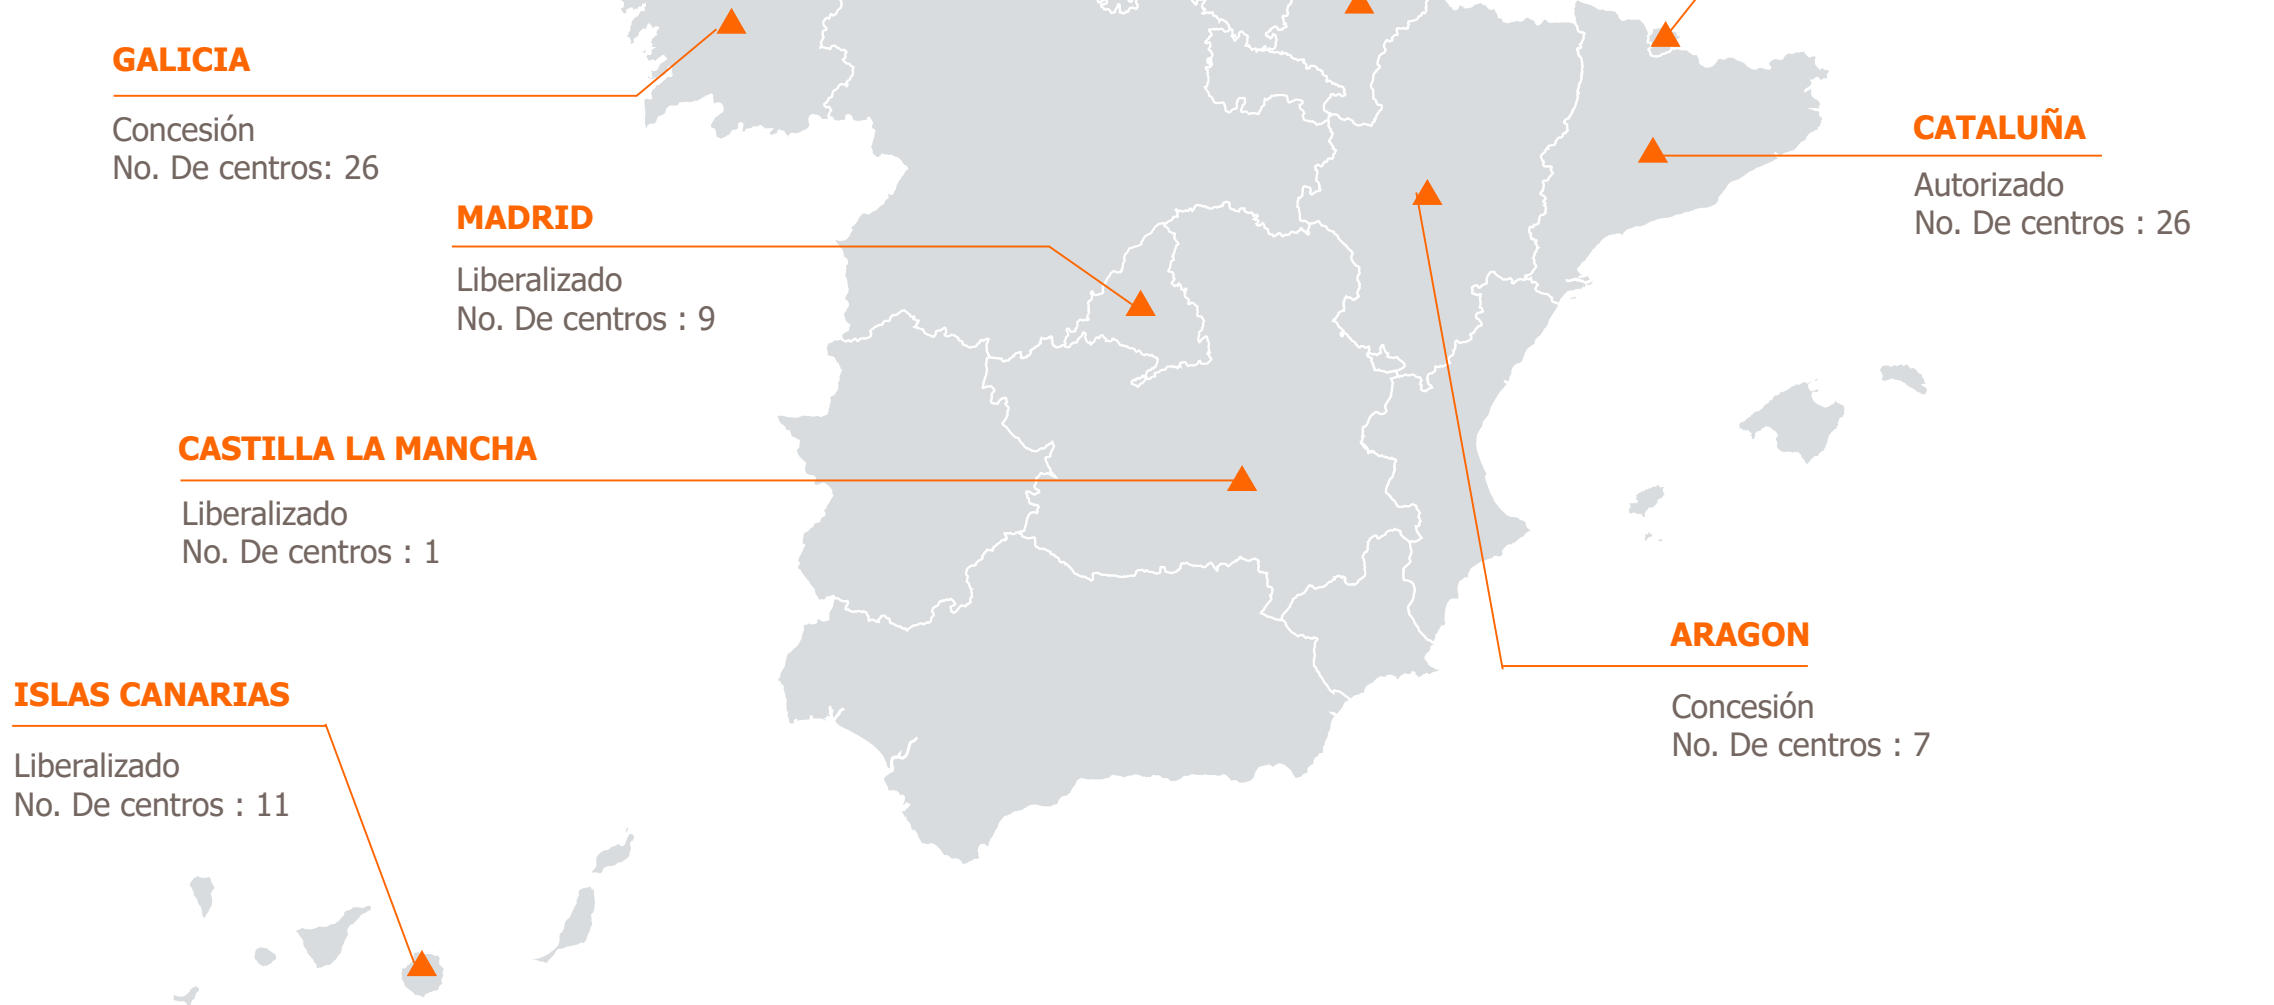 GALICIA
Concesión
No. De centros: 26
CATALUÑA
Autorizado
No. De centros : 26
MADRID
Liberalizado
No. De centros : 9
CASTILLA LA MANCHA
Liberalizado
No. De centros : 1
ARAGON
Concesión
No. De centros : 7
ISLAS CANARIAS
Liberalizado
No. De centros : 11